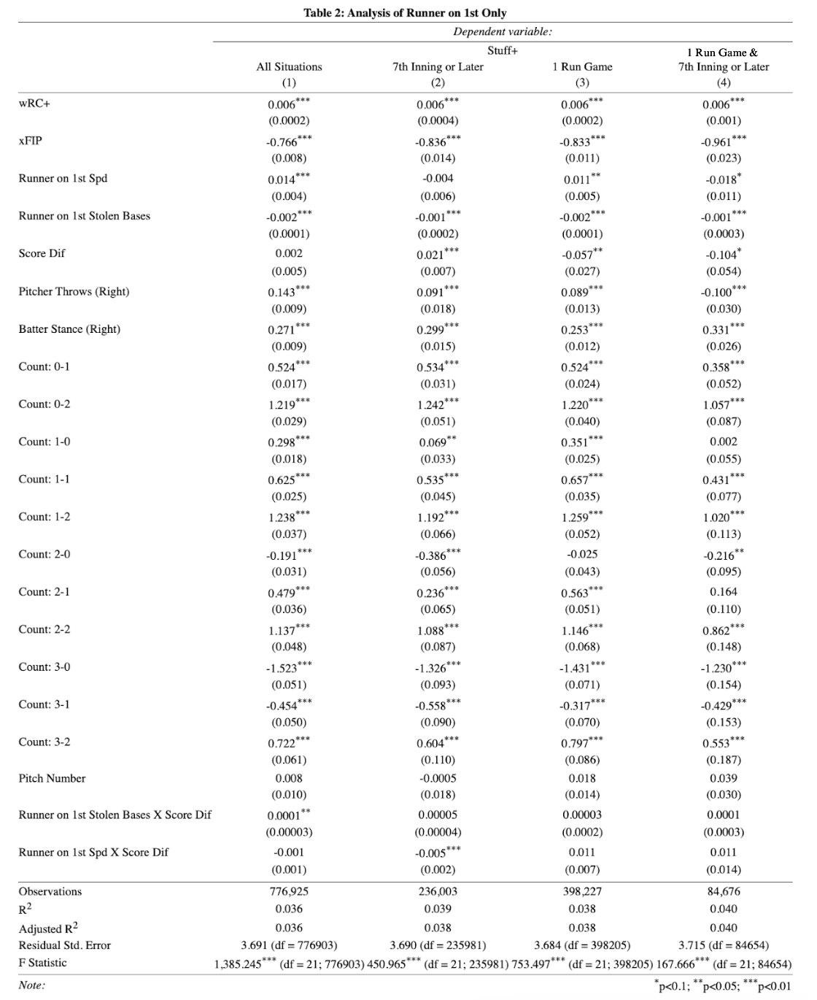 Table 2: Analysis of Runner on 1st Only
Dependent variable:
Stuff+
All Situations 7th Inning or Later 1 Run Game 1 Run Game & 7th Inning or Later
(1) (2) (3) (4)
wRC+ 0.006*** 0.006*** 0.006*** 0.006***
(0.0002) (0.0004) (0.0002) (0.001)
xFIP -0.766*** -0.836*** -0.833*** -0.961***
(0.008) (0.014) (0.011) (0.023)
Runner on 1st Spd 0.014*** -0.004 0.011** -0.018*
(0.004) (0.006) (0.005) (0.011)
Runner on 1st Stolen Bases -0.002*** -0.001*** -0.002*** -0.001***
(0.0001) (0.0002) (0.0001) (0.0003)
Score Dif 0.002 0.021*** -0.057** -0.104*
(0.005) (0.007) (0.027) (0.054)
Pitcher Throws (Right) 0.143*** 0.091*** 0.089*** -0.100***
(0.009) (0.018) (0.013) (0.030)
Batter Stance (Right) 0.271*** 0.299*** 0.253*** 0.331***
(0.009) (0.015) (0.012) (0.026)
Count: 0-1 0.524*** 0.534*** 0.524*** 0.358***
(0.017) (0.031) (0.024) (0.052)
Count: 0-2 1.219*** 1.242*** 1.220*** 1.057***
(0.029) (0.051) (0.040) (0.087)
Count: 1-0 0.298*** 0.069** 0.351*** 0.002
(0.018) (0.033) (0.025) (0.055)
Count: 1-1 0.625*** 0.535*** 0.657*** 0.431***
(0.025) (0.045) (0.035) (0.077)
Count: 1-2 1.238*** 1.192*** 1.259*** 1.020***
(0.037) (0.066) (0.052) (0.113)
Count: 2-0 -0.191*** -0.386*** -0.025 -0.216**
(0.031) (0.056) (0.043) (0.095)
Count: 2-1 0.479*** 0.236*** 0.563*** 0.164
(0.036) (0.065) (0.051) (0.110)
Count: 2-2 1.137*** 1.088*** 1.146*** 0.862***
(0.048) (0.087) (0.068) (0.148)
Count: 3-0 -1.523*** -1.326*** -1.431*** -1.230***
(0.051) (0.093) (0.071) (0.154)
Count: 3-1 -0.454*** -0.558*** -0.317*** -0.429***
(0.050) (0.090) (0.070) (0.153)
Count: 3-2 0.722*** 0.604*** 0.797*** 0.553***
(0.061) (0.110) (0.086) (0.187)
Pitch Number 0.008 -0.0005 0.018 0.039
(0.010) (0.018) (0.014) (0.030)
Runner on 1st Stolen Bases X Score Dif 0.0001** 0.00005 0.00003 0.0001
(0.00003) (0.00004) (0.0002) (0.0003)
Runner on 1st Spd X Score Dif -0.001 -0.005*** 0.011 0.011
(0.001) (0.002) (0.007) (0.014)
Observations 776,925 236,003 398,227 84,676
R2 0.036 0.039 0.038 0.040
Adjusted R2 0.036 0.038 0.038 0.040
Residual Std. Error 3.691 (df = 776903) 3.690 (df = 235981) 3.684 (df = 398205) 3.715 (df = 84654)
F Statistic 1,385.245*** (df = 21; 776903) 450.965*** (df = 21; 235981) 753.497*** (df = 21; 398205) 167.666*** (df = 21; 84654)
Note: *p<0.1; **p<0.05; ***p<0.01